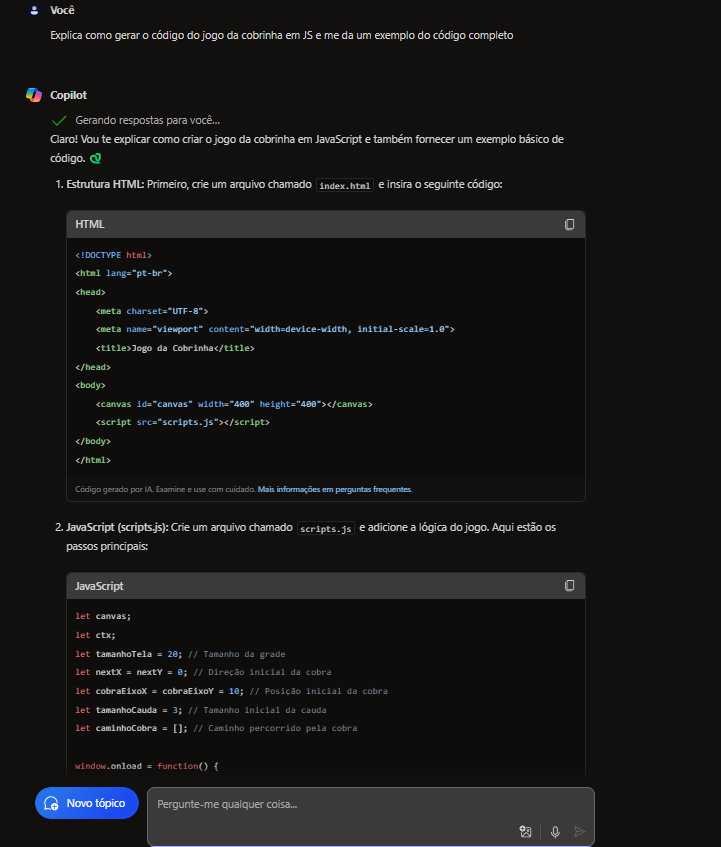 Você
Explica como gerar o código do jogo da cobrinha em JS e me da um exemplo do código completo
Copilot
Gerando respostas para você...
Claro! Vou te explicar como criar o jogo da cobrinha em JavaScript e também fornecer um exemplo básico de
código.
1. Estrutura HTML: Primeiro, crie um arquivo chamado index.html e insira o seguinte código:
HTML
<!DOCTYPE html>
<html lang="pt-br">
<head>
    <meta charset="UTF-8">
    <meta name="viewport" content="width=device-width, initial-scale=1.0">
    <title>Jogo da Cobrinha</title>
</head>
<body>
    <canvas id="canvas" width="400" height="400"></canvas>
    <script src="scripts.js"></script>
</body>
</html>
Código gerado por IA. Examine e use com cuidado. Mais informações em perguntas frequentes.
2. JavaScript (scripts.js): Crie um arquivo chamado scripts.js e adicione a lógica do jogo. Aqui estão os
passos principais:
JavaScript
let canvas;
let ctx;
let tamanhoTela = 20; // Tamanho da grade
let nextX = nextY = 0; // Direção inicial da cobra
let cobraEixoX = cobraEixoY = 10; // Posição inicial da cobra
let tamanhoCauda = 3; // Tamanho inicial da cauda
let caminhoCobra = []; // Caminho percorrido pela cobra
window.onload = function() {
Novo tópico
Pergunte-me qualquer coisa...